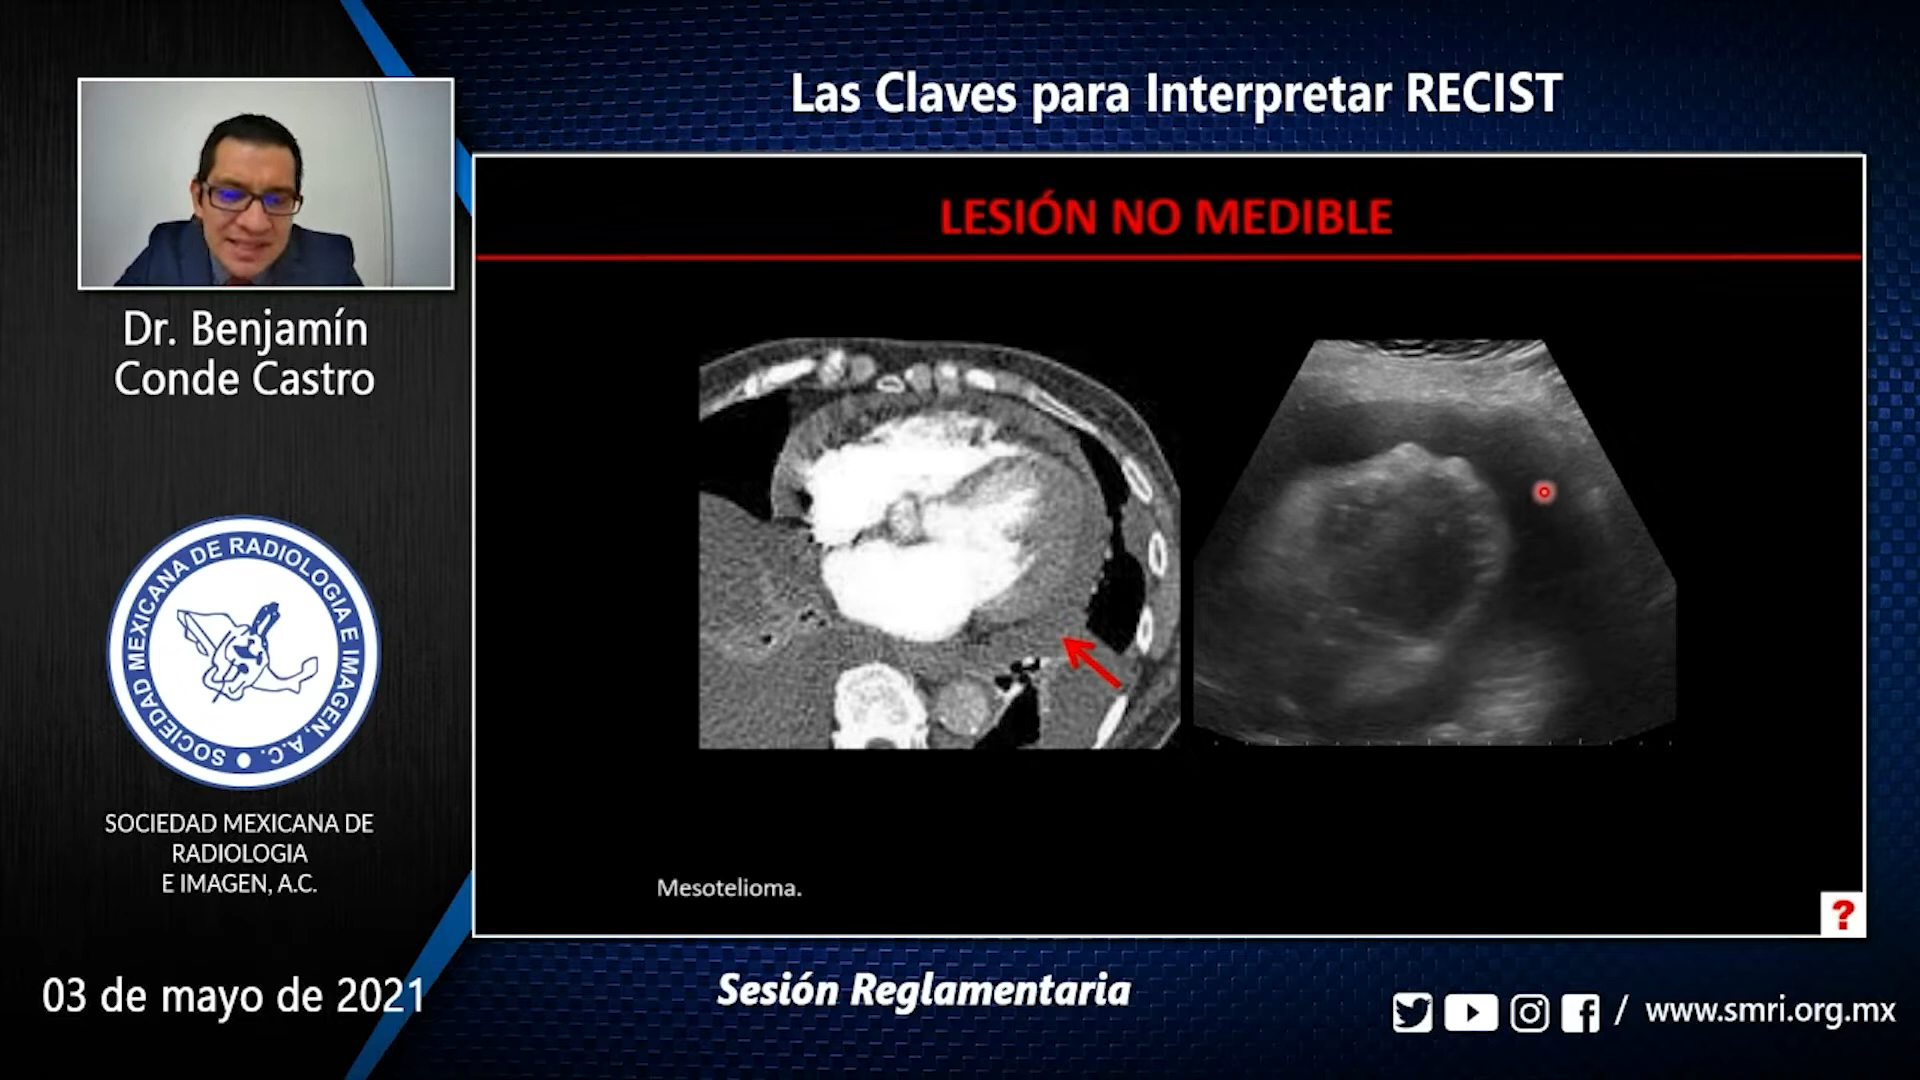 Las Claves para Interpretar RECIST
LESIÓN NO MEDIBLE
Dr. Benjamín
Conde Castro
SOCIEDAD MEXICANA DE RADIOLOGIA E IMAGEN, A.C.
SOCIEDAD MEXICANA DE
RADIOLOGIA
E IMAGEN, A.C.
Mesotelioma.
?
03 de mayo de 2021
Sesión Reglamentaria
/ www.smri.org.mx